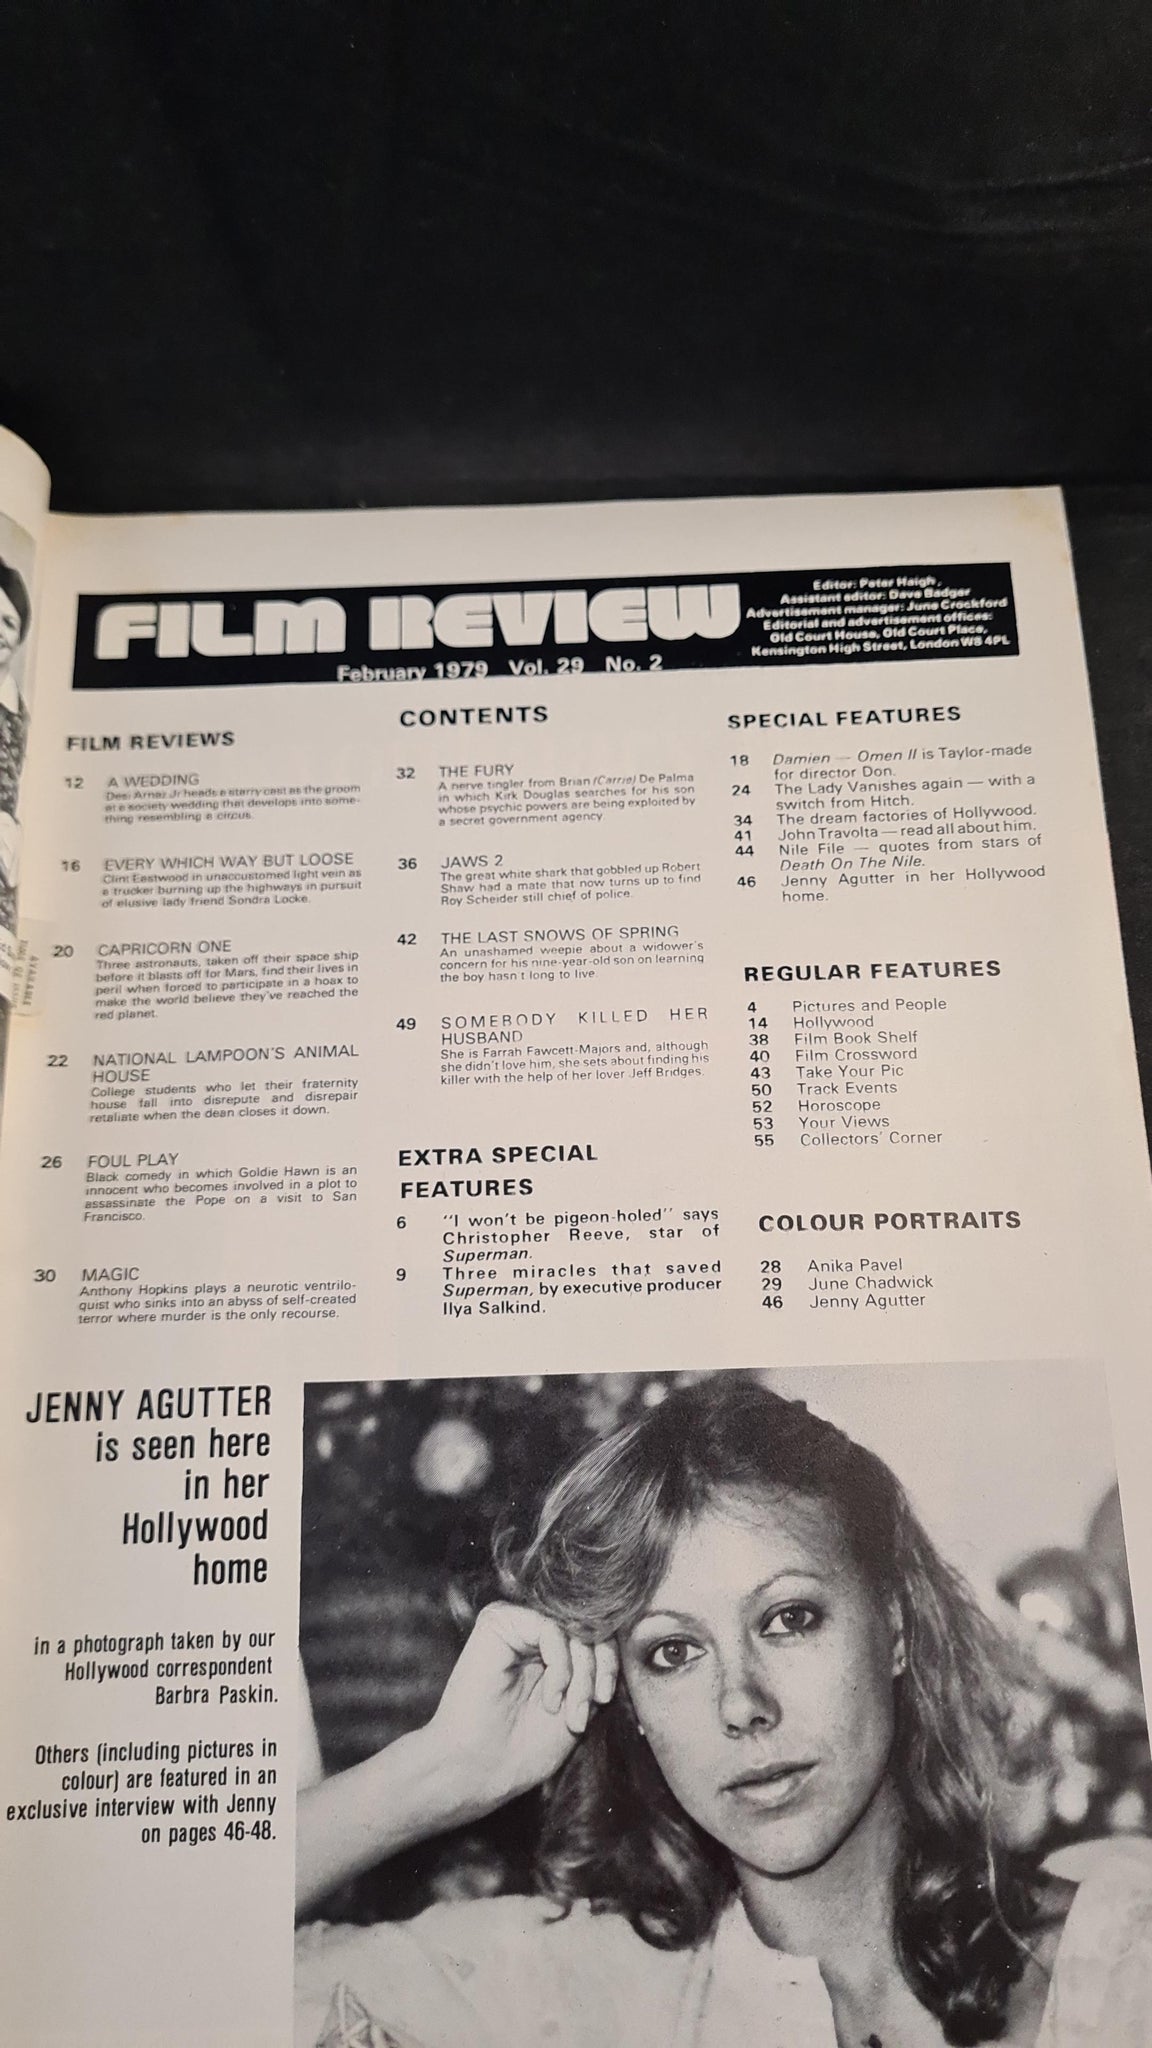 FILM REVIEW
February 1979 Vol. 29 No. 2
Editor: Peter Haigh.
Assistant editor: Dave Badger
Advertisement manager: June Crockford
Editorial and advertisement offices:
Old Court House, Old Court Place,
Kensington High Street, London W8 4PL
FILM REVIEWS
12 A WEDDING
Desi Arnaz Jr heads a starry cast as the groom
at a society wedding that develops into some-
thing resembling a circus.
16 EVERY WHICH WAY BUT LOOSE
Clint Eastwood in unaccustomed light vein as
a trucker burning up the highways in pursuit
of elusive lady friend Sondra Locke.
20 CAPRICORN ONE
Three astronauts, taken off their space ship
before it blasts off for Mars, find their lives in
peril when forced to participate in a hoax to
make the world believe they've reached the
red planet.
22 NATIONAL LAMPOON'S ANIMAL
HOUSE
College students who let their fraternity
house fall into disrepute and disrepair
retaliate when the dean closes it down.
26 FOUL PLAY
Black comedy in which Goldie Hawn is an
innocent who becomes involved in a plot to
assassinate the Pope on a visit to San
Francisco.
30 MAGIC
Anthony Hopkins plays a neurotic ventrilo-
quist who sinks into an abyss of self-created
terror where murder is the only recourse.
CONTENTS
32 THE FURY
A nerve tingler from Brian (Carrie) De Palma
in which Kirk Douglas searches for his son
whose psychic powers are being exploited by
a secret government agency.
36 JAWS 2
The great white shark that gobbled up Robert
Shaw had a mate that now turns up to find
Roy Scheider still chief of police.
42 THE LAST SNOWS OF SPRING
An unashamed weepie about a widower's
concern for his nine-year-old son on learning
the boy hasn't long to live.
49 SOMEBODY KILLED HER
HUSBAND
She is Farrah Fawcett-Majors and, although
she didn't love him, she sets about finding his
killer with the help of her lover Jeff Bridges.
EXTRA SPECIAL
FEATURES
6 "I won't be pigeon-holed" says
Christopher Reeve, star of
Superman.
9 Three miracles that saved
Superman, by executive producer
Ilya Salkind.
SPECIAL FEATURES
18 Damien — Omen II is Taylor-made
for director Don.
24 The Lady Vanishes again — with a
switch from Hitch.
34 The dream factories of Hollywood.
41 John Travolta — read all about him.
44 Nile File — quotes from stars of
Death On The Nile.
46 Jenny Agutter in her Hollywood
home.
REGULAR FEATURES
4 Pictures and People
14 Hollywood
38 Film Book Shelf
40 Film Crossword
43 Take Your Pic
50 Track Events
52 Horoscope
53 Your Views
55 Collectors' Corner
COLOUR PORTRAITS
28 Anika Pavel
29 June Chadwick
46 Jenny Agutter
JENNY AGUTTER
is seen here
in her
Hollywood
home
in a photograph taken by our
Hollywood correspondent
Barbra Paskin.
Others (including pictures in
colour) are featured in an
exclusive interview with Jenny
on pages 46-48.
AVAILABLE